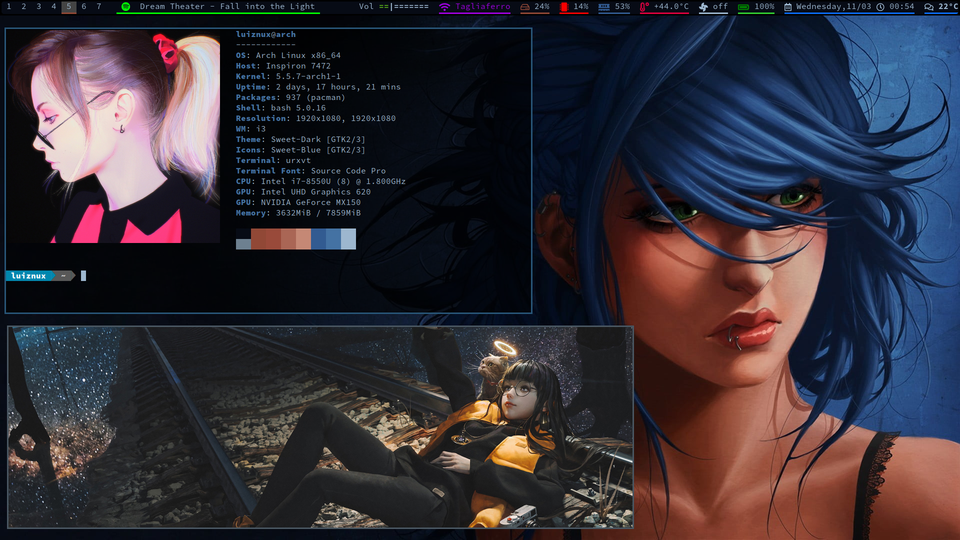 1 2 3 4 5 6 7 Dream Theater - Fall into the Light Vol ==|======= Tagliaferro 24% 14% 53% +44.0°C off 100% Wednesday,11/03 00:54 22°C
luiznux@arch
------------
OS: Arch Linux x86_64
Host: Inspiron 7472
Kernel: 5.5.7-arch1-1
Uptime: 2 days, 17 hours, 21 mins
Packages: 937 (pacman)
Shell: bash 5.0.16
Resolution: 1920x1080, 1920x1080
WM: i3
Theme: Sweet-Dark [GTK2/3]
Icons: Sweet-Blue [GTK2/3]
Terminal: urxvt
Terminal Font: Source Code Pro
CPU: Intel i7-8550U (8) @ 1.800GHz
GPU: Intel UHD Graphics 620
GPU: NVIDIA GeForce MX150
Memory: 3632MiB / 7859MiB
luiznux ~